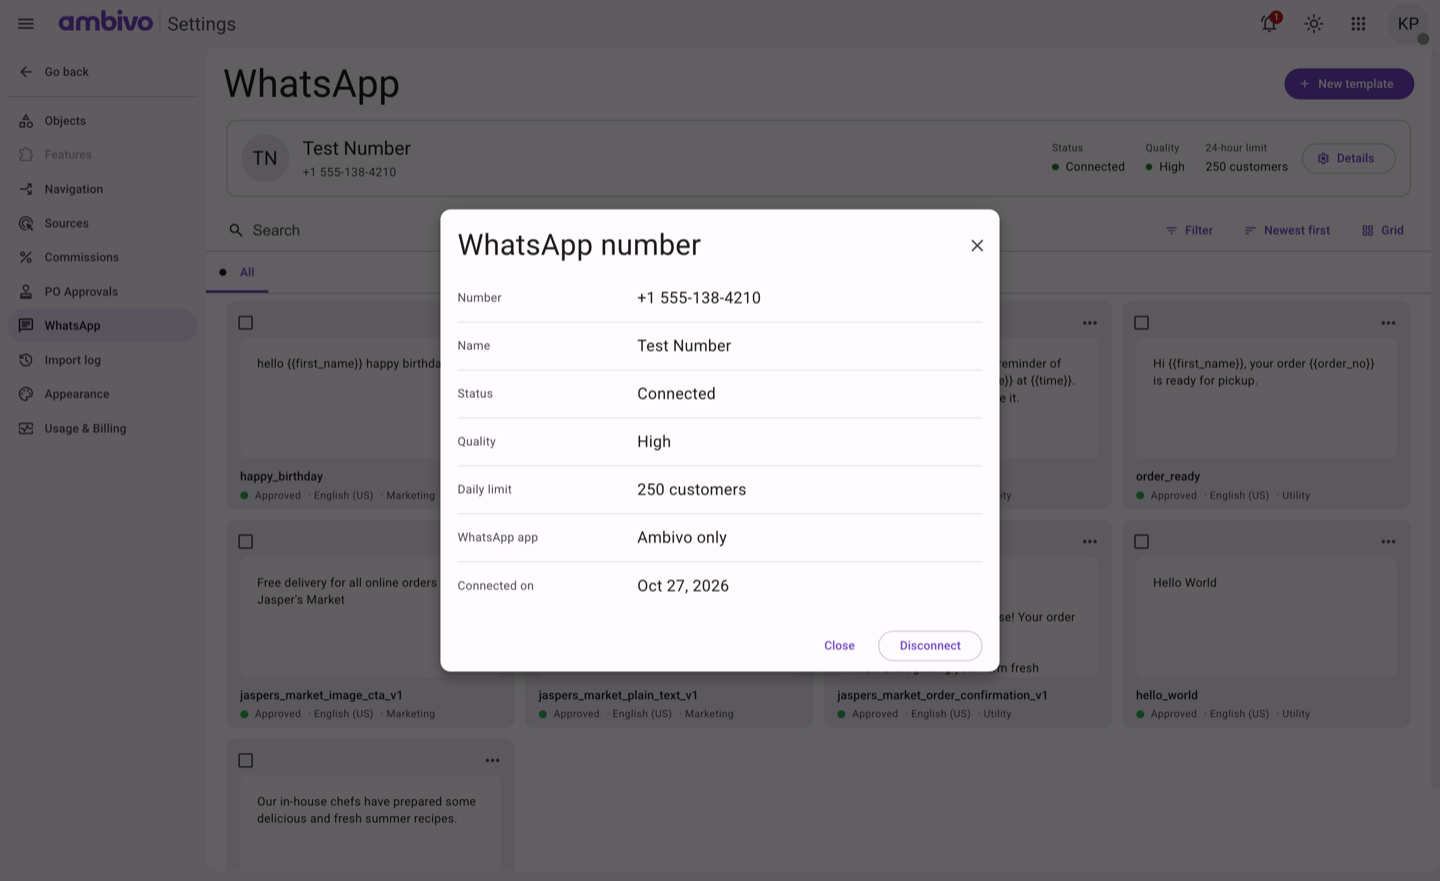 ambivo
Settings
1
KP
Go back
Objects
Features
Navigation
Sources
Commissions
PO Approvals
WhatsApp
Import log
Appearance
Usage & Billing
WhatsApp
+ New template
TN
Test Number
+1 555-138-4210
Status
Connected
Quality
High
24-hour limit
250 customers
Details
Search
Filter
Newest first
Grid
All
WhatsApp number
Number +1 555-138-4210
Name Test Number
Status Connected
Quality High
Daily limit 250 customers
WhatsApp app Ambivo only
Connected on Oct 27, 2026
Close
Disconnect
hello {{first_name}} happy birthda
happy_birthday
Approved · English (US) · Marketing
eminder of
e}} at {{time}}.
e it.
ity
Hi {{first_name}}, your order {{order_no}}
is ready for pickup.
order_ready
Approved · English (US) · Utility
Free delivery for all online orders
Jasper's Market
jaspers_market_image_cta_v1
Approved · English (US) · Marketing
jaspers_market_plain_text_v1
Approved · English (US) · Marketing
se! Your order
m fresh
jaspers_market_order_confirmation_v1
Approved · English (US) · Utility
Hello World
hello_world
Approved · English (US) · Utility
Our in-house chefs have prepared some
delicious and fresh summer recipes.